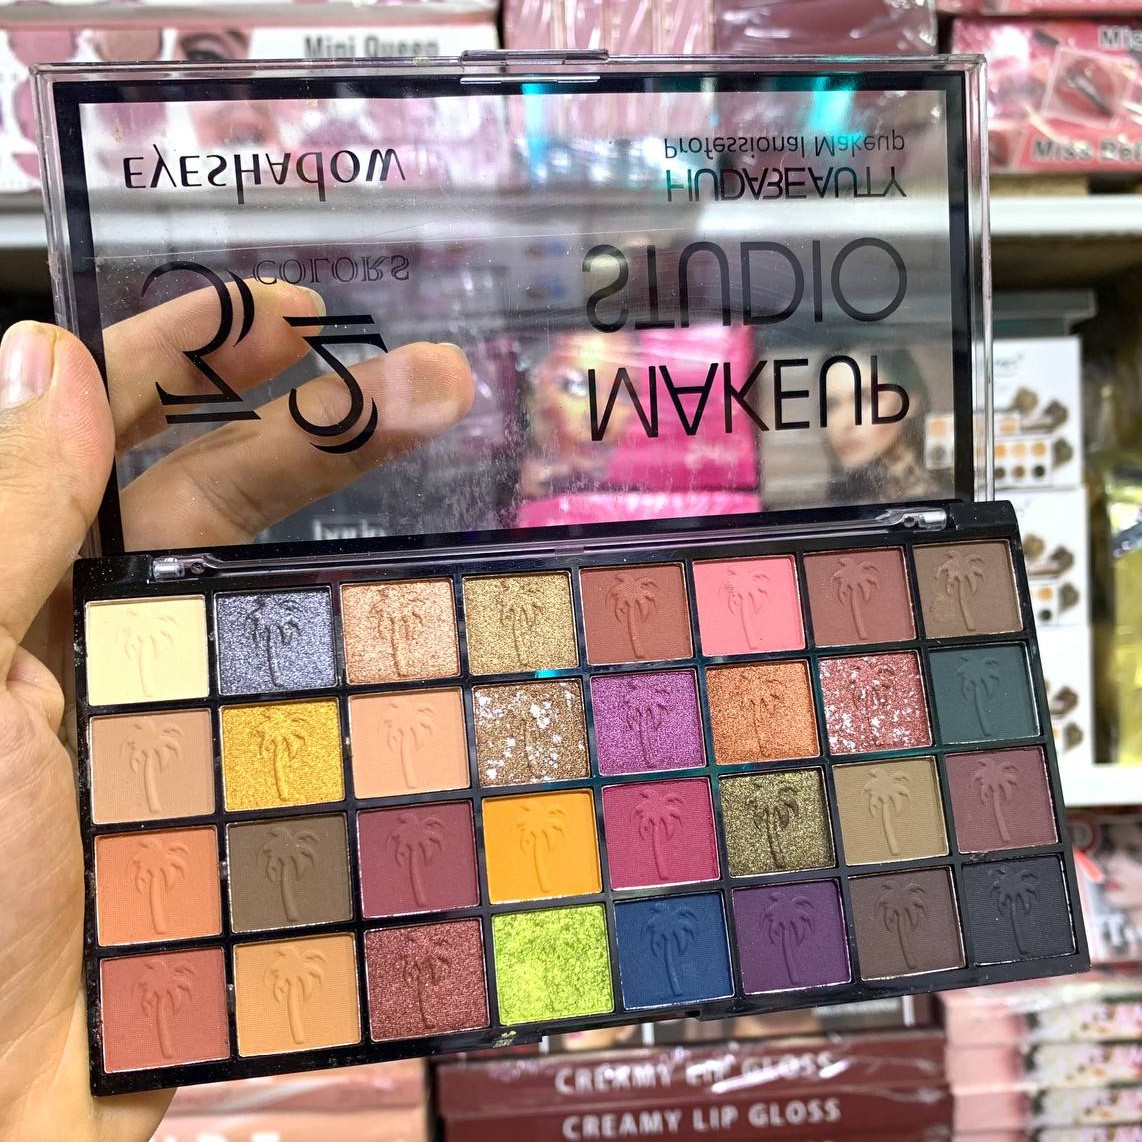 Mini Queen
EYESHADOW
32
COLORS
Professional Makeup
HUDABEAUTY
STUDIO
MAKEUP
CREAMY LIP GLOSS
CREAMY LIP GLOSS